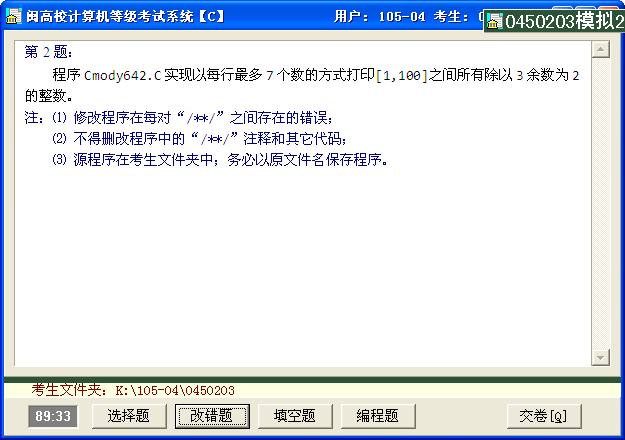 闽高校计算机等级考试系统【C】 用户: 105-04 考生: 0450203模拟2
第 2 题:
程序 Cmody642.C 实现以每行最多 7 个数的方式打印[1,100]之间所有除以 3 余数为 2
的整数。
注: ⑴ 修改程序在每对“/**/”之间存在的错误;
⑵ 不得删改程序中的“/**/”注释和其它代码;
⑶ 源程序在考生文件夹中; 务必以原文件名保存程序。
考生文件夹: K:\105-04\0450203
89:33 选择题 改错题 填空题 编程题 交卷[Q]